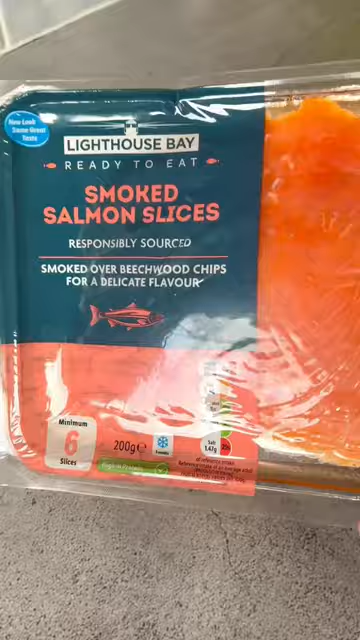 New Look
Same Great
Taste
LIGHTHOUSE BAY
READY TO EAT
SMOKED
SALMON SLICES
RESPONSIBLY SOURCED
SMOKED OVER BEECHWOOD CHIPS
FOR A DELICATE FLAVOUR
Minimum
6
Slices
200g e
Salt
1.47g